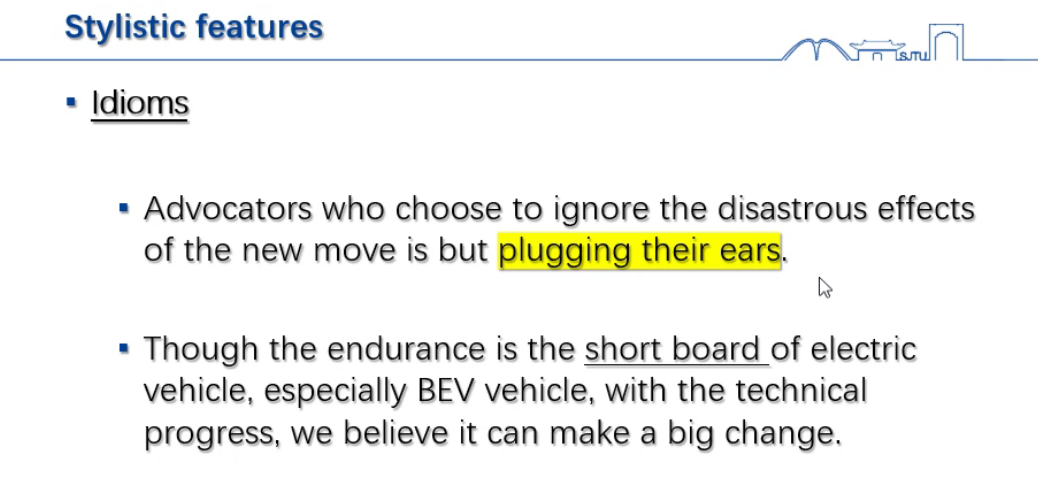 Stylistic features
SJTU
Idioms
Advocators who choose to ignore the disastrous effects
of the new move is but plugging their ears.
Though the endurance is the short board of electric
vehicle, especially BEV vehicle, with the technical
progress, we believe it can make a big change.